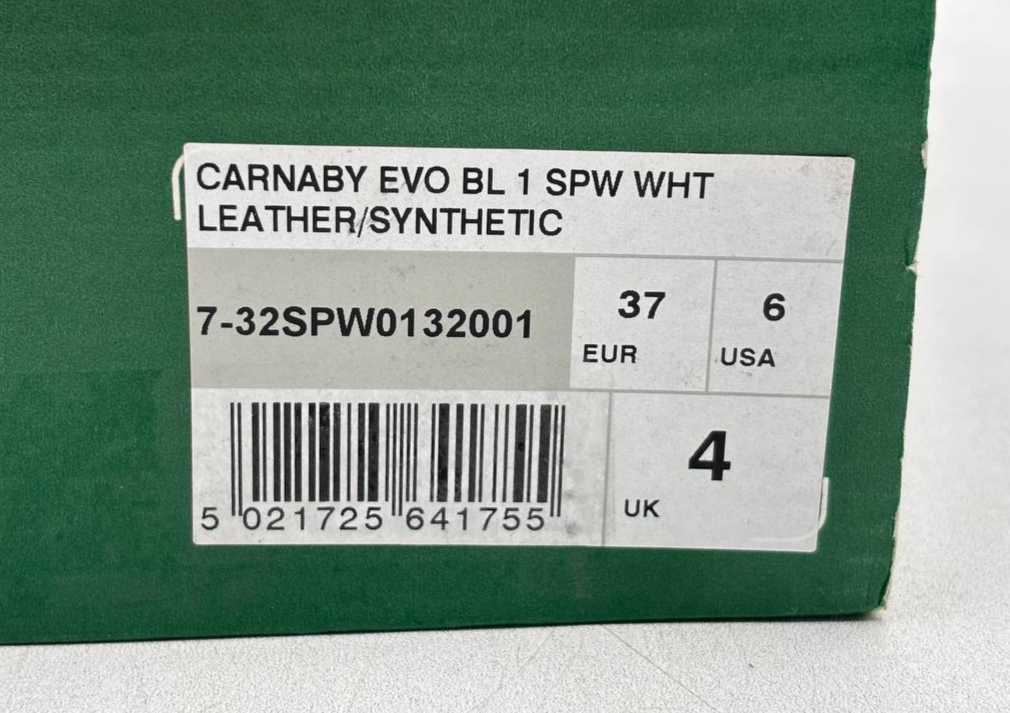 CARNABY EVO BL 1 SPW WHT
LEATHER/SYNTHETIC
7-32SPW0132001
37
EUR
6
USA
5 021725 641755
4
UK